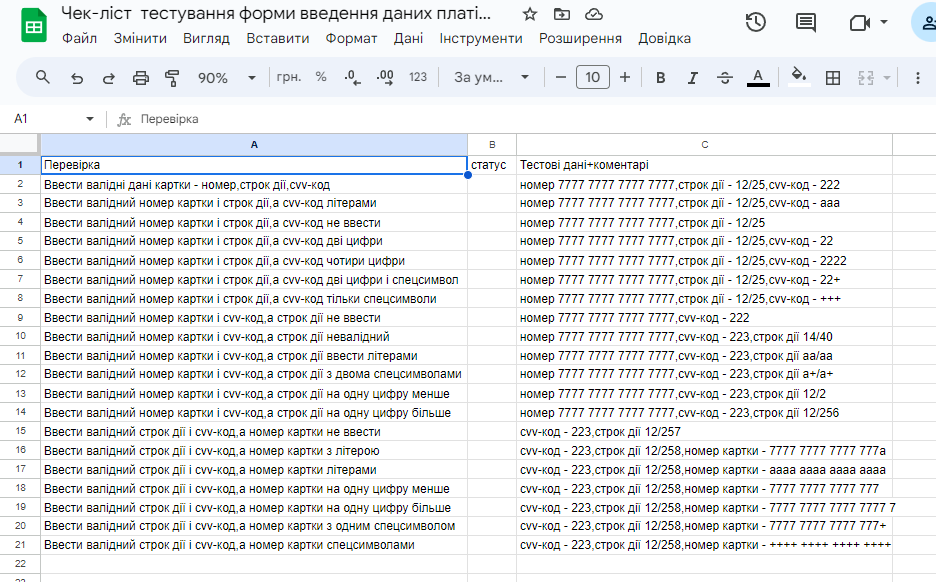 Чек-ліст тестування форми введення даних платі...
Файл Змінити Вигляд Вставити Формат Дані Інструменти Розширення Довідка
90% грн. % .0 .00 123 За ум... 10 B I S A
A1 fx Перевірка
A B C
1 Перевірка статус Тестові дані+коментарі
2 Ввести валідні дані картки - номер,строк дії,cvv-код номер 7777 7777 7777 7777,строк дії - 12/25,cvv-код - 222
3 Ввести валідний номер картки і строк дії,а cvv-код літерами номер 7777 7777 7777 7777,строк дії - 12/25,cvv-код - ааа
4 Ввести валідний номер картки і строк дії,а cvv-код не ввести номер 7777 7777 7777 7777,строк дії - 12/25
5 Ввести валідний номер картки і строк дії,а cvv-код дві цифри номер 7777 7777 7777 7777,строк дії - 12/25,cvv-код - 22
6 Ввести валідний номер картки і строк дії,а cvv-код чотири цифри номер 7777 7777 7777 7777,строк дії - 12/25,cvv-код - 2222
7 Ввести валідний номер картки і строк дії,а cvv-код дві цифри і спецсимвол номер 7777 7777 7777 7777,строк дії - 12/25,cvv-код - 22+
8 Ввести валідний номер картки і строк дії,а cvv-код тільки спецсимволи номер 7777 7777 7777 7777,строк дії - 12/25,cvv-код - +++
9 Ввести валідний номер картки і cvv-код,а строк дії не ввести номер 7777 7777 7777 7777,cvv-код - 222
10 Ввести валідний номер картки і cvv-код,а строк дії невалідний номер 7777 7777 7777 7777,cvv-код - 223,строк дії 14/40
11 Ввести валідний номер картки і cvv-код,а строк дії ввести літерами номер 7777 7777 7777 7777,cvv-код - 223,строк дії аа/аа
12 Ввести валідний номер картки і cvv-код,а строк дії з двома спецсимволами номер 7777 7777 7777 7777,cvv-код - 223,строк дії а+/а+
13 Ввести валідний номер картки і cvv-код,а строк дії на одну цифру менше номер 7777 7777 7777 7777,cvv-код - 223,строк дії 12/2
14 Ввести валідний номер картки і cvv-код,а строк дії на одну цифру більше номер 7777 7777 7777 7777,cvv-код - 223,строк дії 12/256
15 Ввести валідний строк дії і cvv-код,а номер картки не ввести cvv-код - 223,строк дії 12/257
16 Ввести валідний строк дії і cvv-код,а номер картки з літерою cvv-код - 223,строк дії 12/258,номер картки - 7777 7777 7777 777а
17 Ввести валідний строк дії і cvv-код,а номер картки літерами cvv-код - 223,строк дії 12/258,номер картки - аааа аааа аааа аааа
18 Ввести валідний строк дії і cvv-код,а номер картки на одну цифру менше cvv-код - 223,строк дії 12/258,номер картки - 7777 7777 7777 777
19 Ввести валідний строк дії і cvv-код,а номер картки на одну цифру більше cvv-код - 223,строк дії 12/258,номер картки - 7777 7777 7777 7777 7
20 Ввести валідний строк дії і cvv-код,а номер картки з одним спецсимволом cvv-код - 223,строк дії 12/258,номер картки - 7777 7777 7777 777+
21 Ввести валідний строк дії і cvv-код,а номер картки спецсимволами cvv-код - 223,строк дії 12/258,номер картки - ++++ ++++ ++++ ++++
22